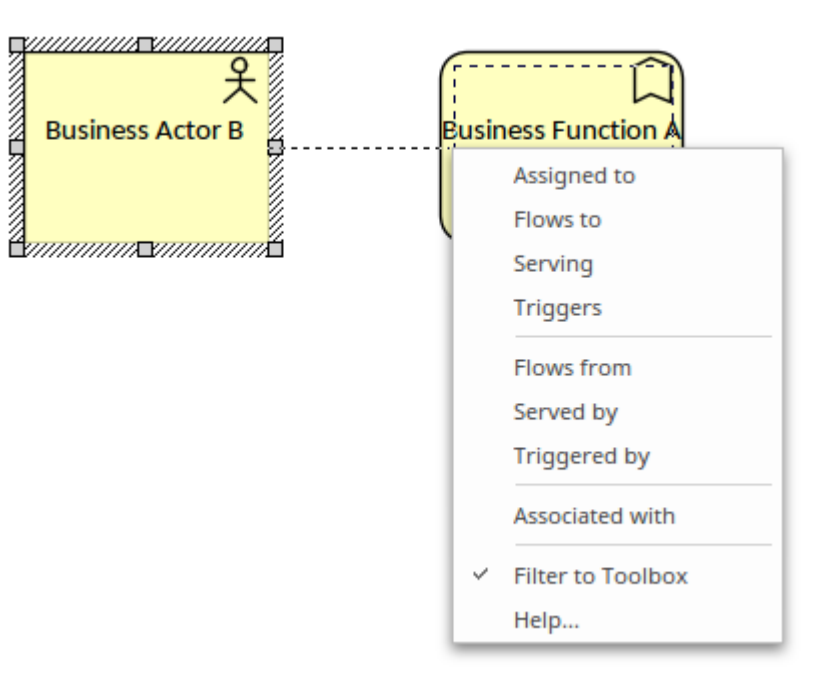 Business Actor B
Business Function A
Assigned to
Flows to
Serving
Triggers
Flows from
Served by
Triggered by
Associated with
Filter to Toolbox
Help...